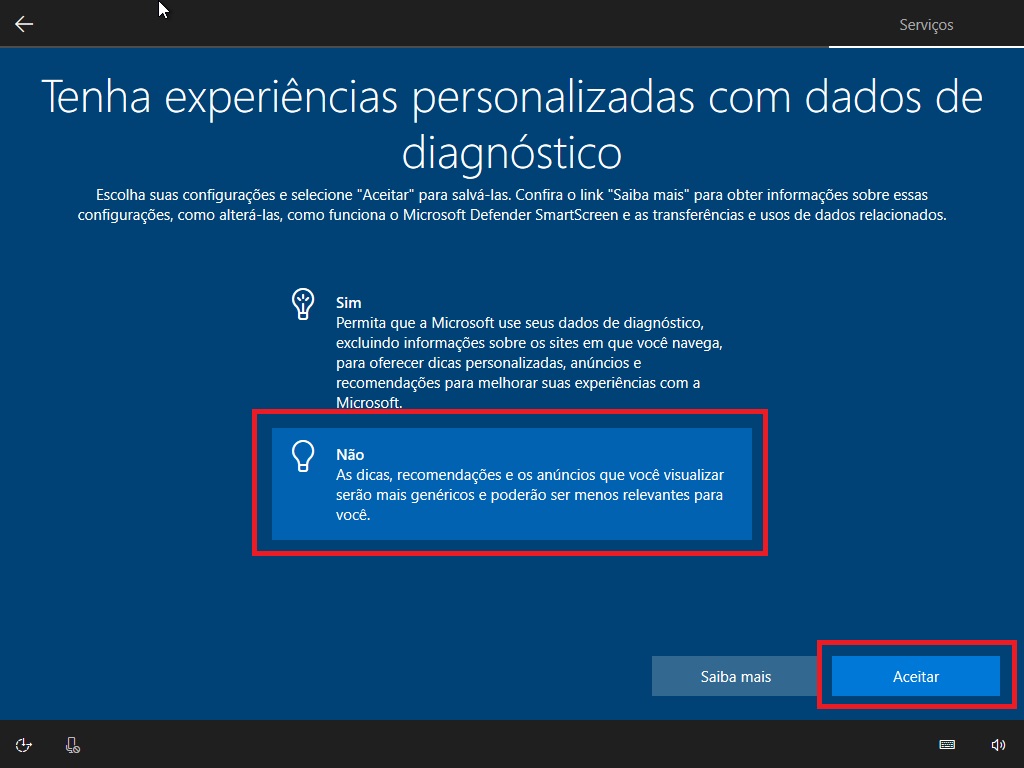 Serviços
Tenha experiências personalizadas com dados de
diagnóstico
Escolha suas configurações e selecione "Aceitar" para salvá-las. Confira o link "Saiba mais" para obter informações sobre essas
configurações, como alterá-las, como funciona o Microsoft Defender SmartScreen e as transferências e usos de dados relacionados.
Sim
Permita que a Microsoft use seus dados de diagnóstico,
excluindo informações sobre os sites em que você navega,
para oferecer dicas personalizadas, anúncios e
recomendações para melhorar suas experiências com a
Microsoft.
Não
As dicas, recomendações e os anúncios que você visualizar
serão mais genéricos e poderão ser menos relevantes para
você.
Saiba mais
Aceitar